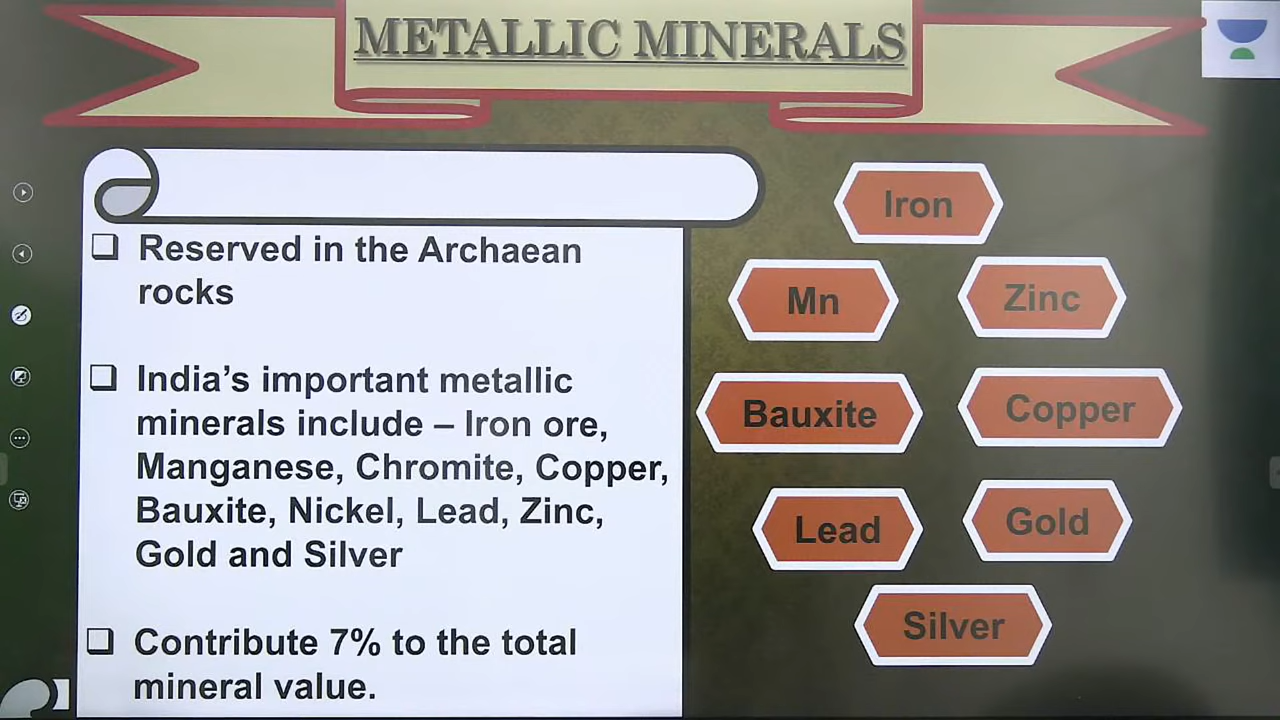 METALLIC MINERALS
Reserved in the Archaean
rocks
India’s important metallic
minerals include – Iron ore,
Manganese, Chromite, Copper,
Bauxite, Nickel, Lead, Zinc,
Gold and Silver
Contribute 7% to the total
mineral value.
Iron
Mn
Zinc
Bauxite
Copper
Lead
Gold
Silver